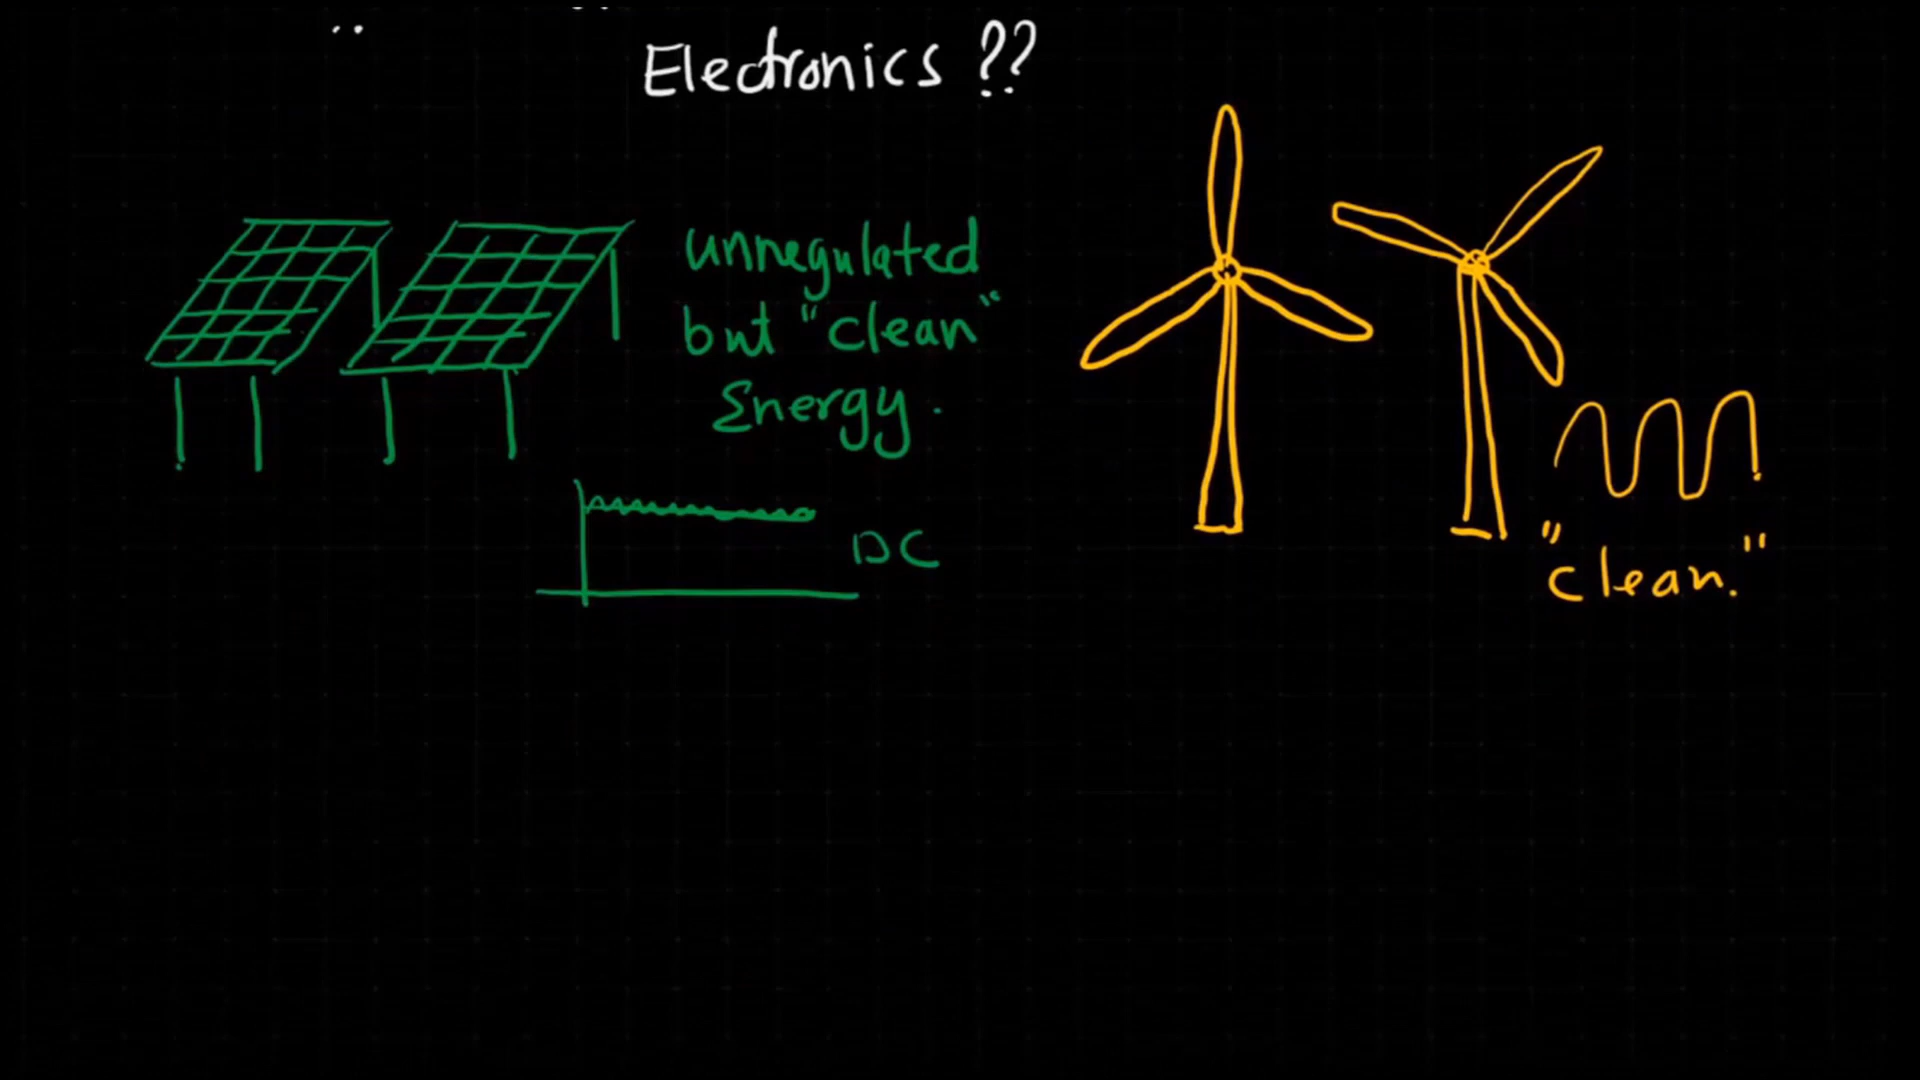 Electronics ??
unregulated
but "clean"
Energy.
DC
"clean."